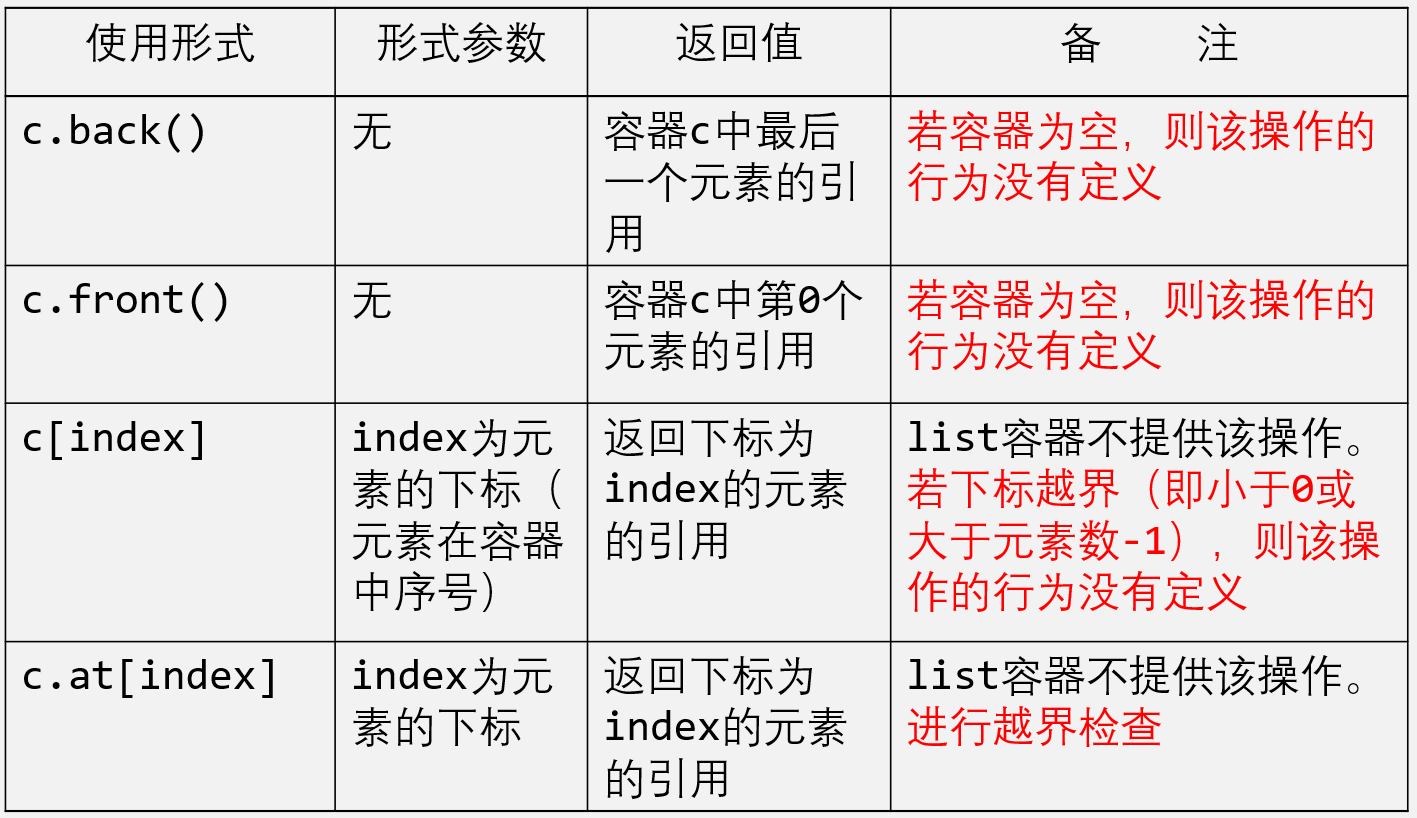 使用形式 形式参数 返回值 备 注
c.back() 无 容器c中最后 若容器为空，则该操作的
一个元素的引 行为没有定义
用
c.front() 无 容器c中第0个 若容器为空，则该操作的
元素的引用 行为没有定义
c[index] index为元 返回下标为 list容器不提供该操作。
素的下标（ index的元素 若下标越界（即小于0或
元素在容器 的引用 大于元素数-1），则该操
中序号） 作的行为没有定义
c.at[index] index为元 返回下标为 list容器不提供该操作。
素的下标 index的元素 进行越界检查
的引用